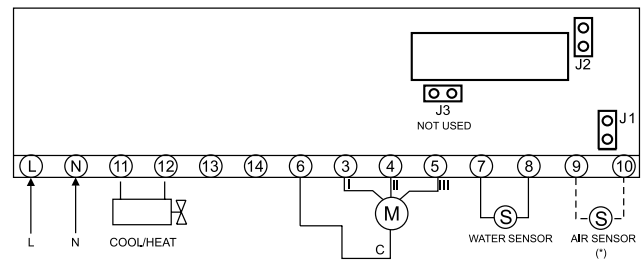 J2
J3
NOT USED
J1
L N 11 12 13 14 6 3 4 5 7 8 9 10
I II III
M S S
C
L N COOL/HEAT WATER SENSOR AIR SENSOR
(*)